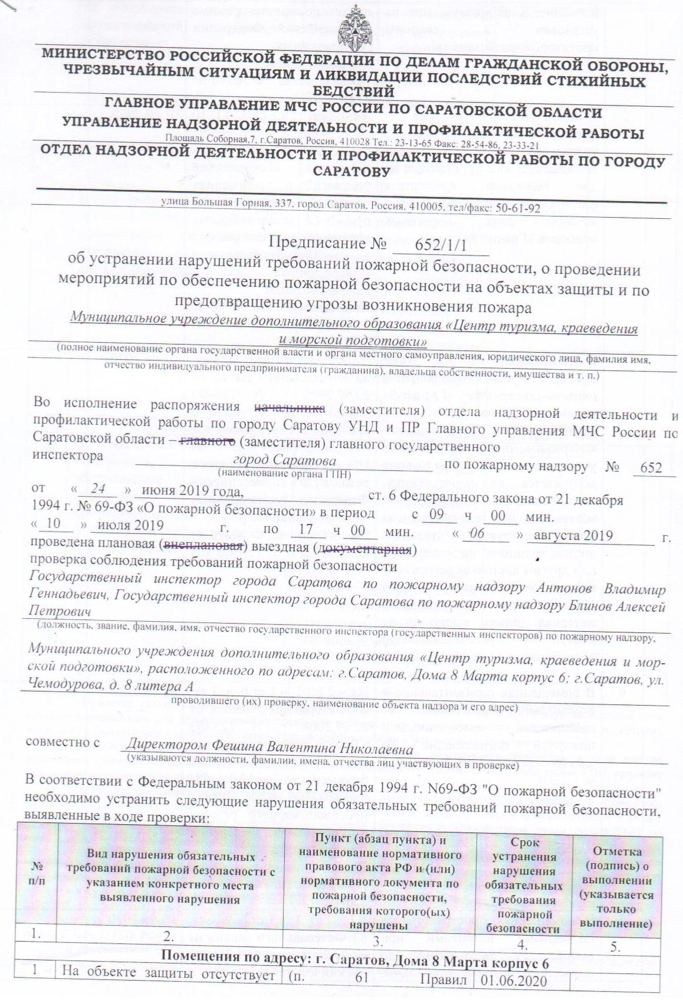 МИНИСТЕРСТВО РОССИЙСКОЙ ФЕДЕРАЦИИ ПО ДЕЛАМ ГРАЖДАНСКОЙ ОБОРОНЫ,
ЧРЕЗВЫЧАЙНЫМ СИТУАЦИЯМ И ЛИКВИДАЦИИ ПОСЛЕДСТВИЙ СТИХИЙНЫХ
БЕДСТВИЙ
ГЛАВНОЕ УПРАВЛЕНИЕ МЧС РОССИИ ПО САРАТОВСКОЙ ОБЛАСТИ
УПРАВЛЕНИЕ НАДЗОРНОЙ ДЕЯТЕЛЬНОСТИ И ПРОФИЛАКТИЧЕСКОЙ РАБОТЫ
Площадь Соборная,7, г.Саратов, Россия, 410028 Тел.: 23-13-65 Факс: 28-54-86, 23-33-21
ОТДЕЛ НАДЗОРНОЙ ДЕЯТЕЛЬНОСТИ И ПРОФИЛАКТИЧЕСКОЙ РАБОТЫ ПО ГОРОДУ
САРАТОВУ
улица Большая Горная, 337, город Саратов, Россия, 410005, тел/факс: 50-61-92
Предписание № 652/1/1
об устранении нарушений требований пожарной безопасности, о проведении
мероприятий по обеспечению пожарной безопасности на объектах защиты и по
предотвращению угрозы возникновения пожара
Муниципальное учреждение дополнительного образования «Центр туризма, краеведения
и морской подготовки»
(полное наименование органа государственной власти и органа местного самоуправления, юридического лица, фамилия имя,
отчество индивидуального предпринимателя (гражданина), владельца собственности, имущества и т. п.)
Во исполнение распоряжения начальника (заместителя) отдела надзорной деятельности и
профилактической работы по городу Саратову УНД и ПР Главного управления МЧС России по
Саратовской области – главного (заместителя) главного государственного
инспектора город Саратова по пожарному надзору № 652
(наименование органа ГПН)
от « 24 » июня 2019 года, ст. 6 Федерального закона от 21 декабря
1994 г. № 69-ФЗ «О пожарной безопасности» в период с 09 ч 00 мин.
« 10 » июля 2019 г. по 17 ч 00 мин. « 06 » августа 2019 г.
проведена плановая (внеплановая) выездная (документарная)
проверка соблюдения требований пожарной безопасности
Государственный инспектор города Саратова по пожарному надзору Антонов Владимир
Геннадьевич, Государственный инспектор города Саратова по пожарному надзору Блинов Алексей
Петрович
(должность, звание, фамилия, имя, отчество государственного инспектора (государственных инспекторов) по пожарному надзору,
Муниципального учреждения дополнительного образования «Центр туризма, краеведения и мор-
ской подготовки», расположенного по адресам: г.Саратов, Дома 8 Марта корпус 6; г.Саратов, ул.
Чемодурова, д. 8 литера А
проводившего (их) проверку, наименование объекта надзора и его адрес)
совместно с Директором Фешина Валентина Николаевна
(указываются должности, фамилии, имена, отчества лиц участвующих в проверке)
В соответствии с Федеральным законом от 21 декабря 1994 г. N69-ФЗ "О пожарной безопасности"
необходимо устранить следующие нарушения обязательных требований пожарной безопасности,
выявленные в ходе проверки:
№
п/п
Вид нарушения обязательных
требований пожарной безопасности с
указанием конкретного места
выявленного нарушения
Пункт (абзац пункта) и
наименование нормативного
правового акта РФ и (или)
нормативного документа по
пожарной безопасности,
требования которого(ых)
нарушены
Срок
устранения
нарушения
обязательных
требования
пожарной
безопасности
Отметка
(подпись) о
выполнении
(указывается
только
выполнение)
1. 2. 3. 4. 5.
Помещения по адресу: г. Саратов, Дома 8 Марта корпус 6
1 На объекте защиты отсутствует (п. 61 Правил 01.06.2020